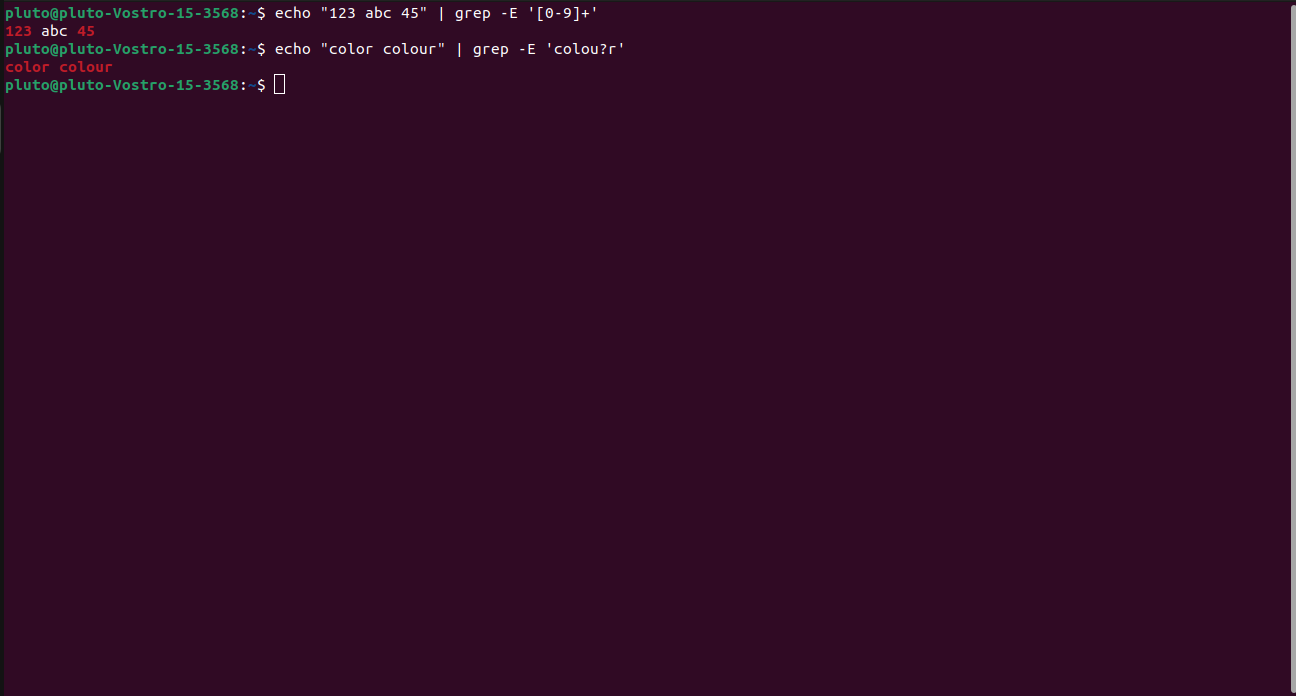 pluto@pluto-Vostro-15-3568:~$ echo "123 abc 45" | grep -E '[0-9]+'
123 abc 45
pluto@pluto-Vostro-15-3568:~$ echo "color colour" | grep -E 'colou?r'
color colour
pluto@pluto-Vostro-15-3568:~$